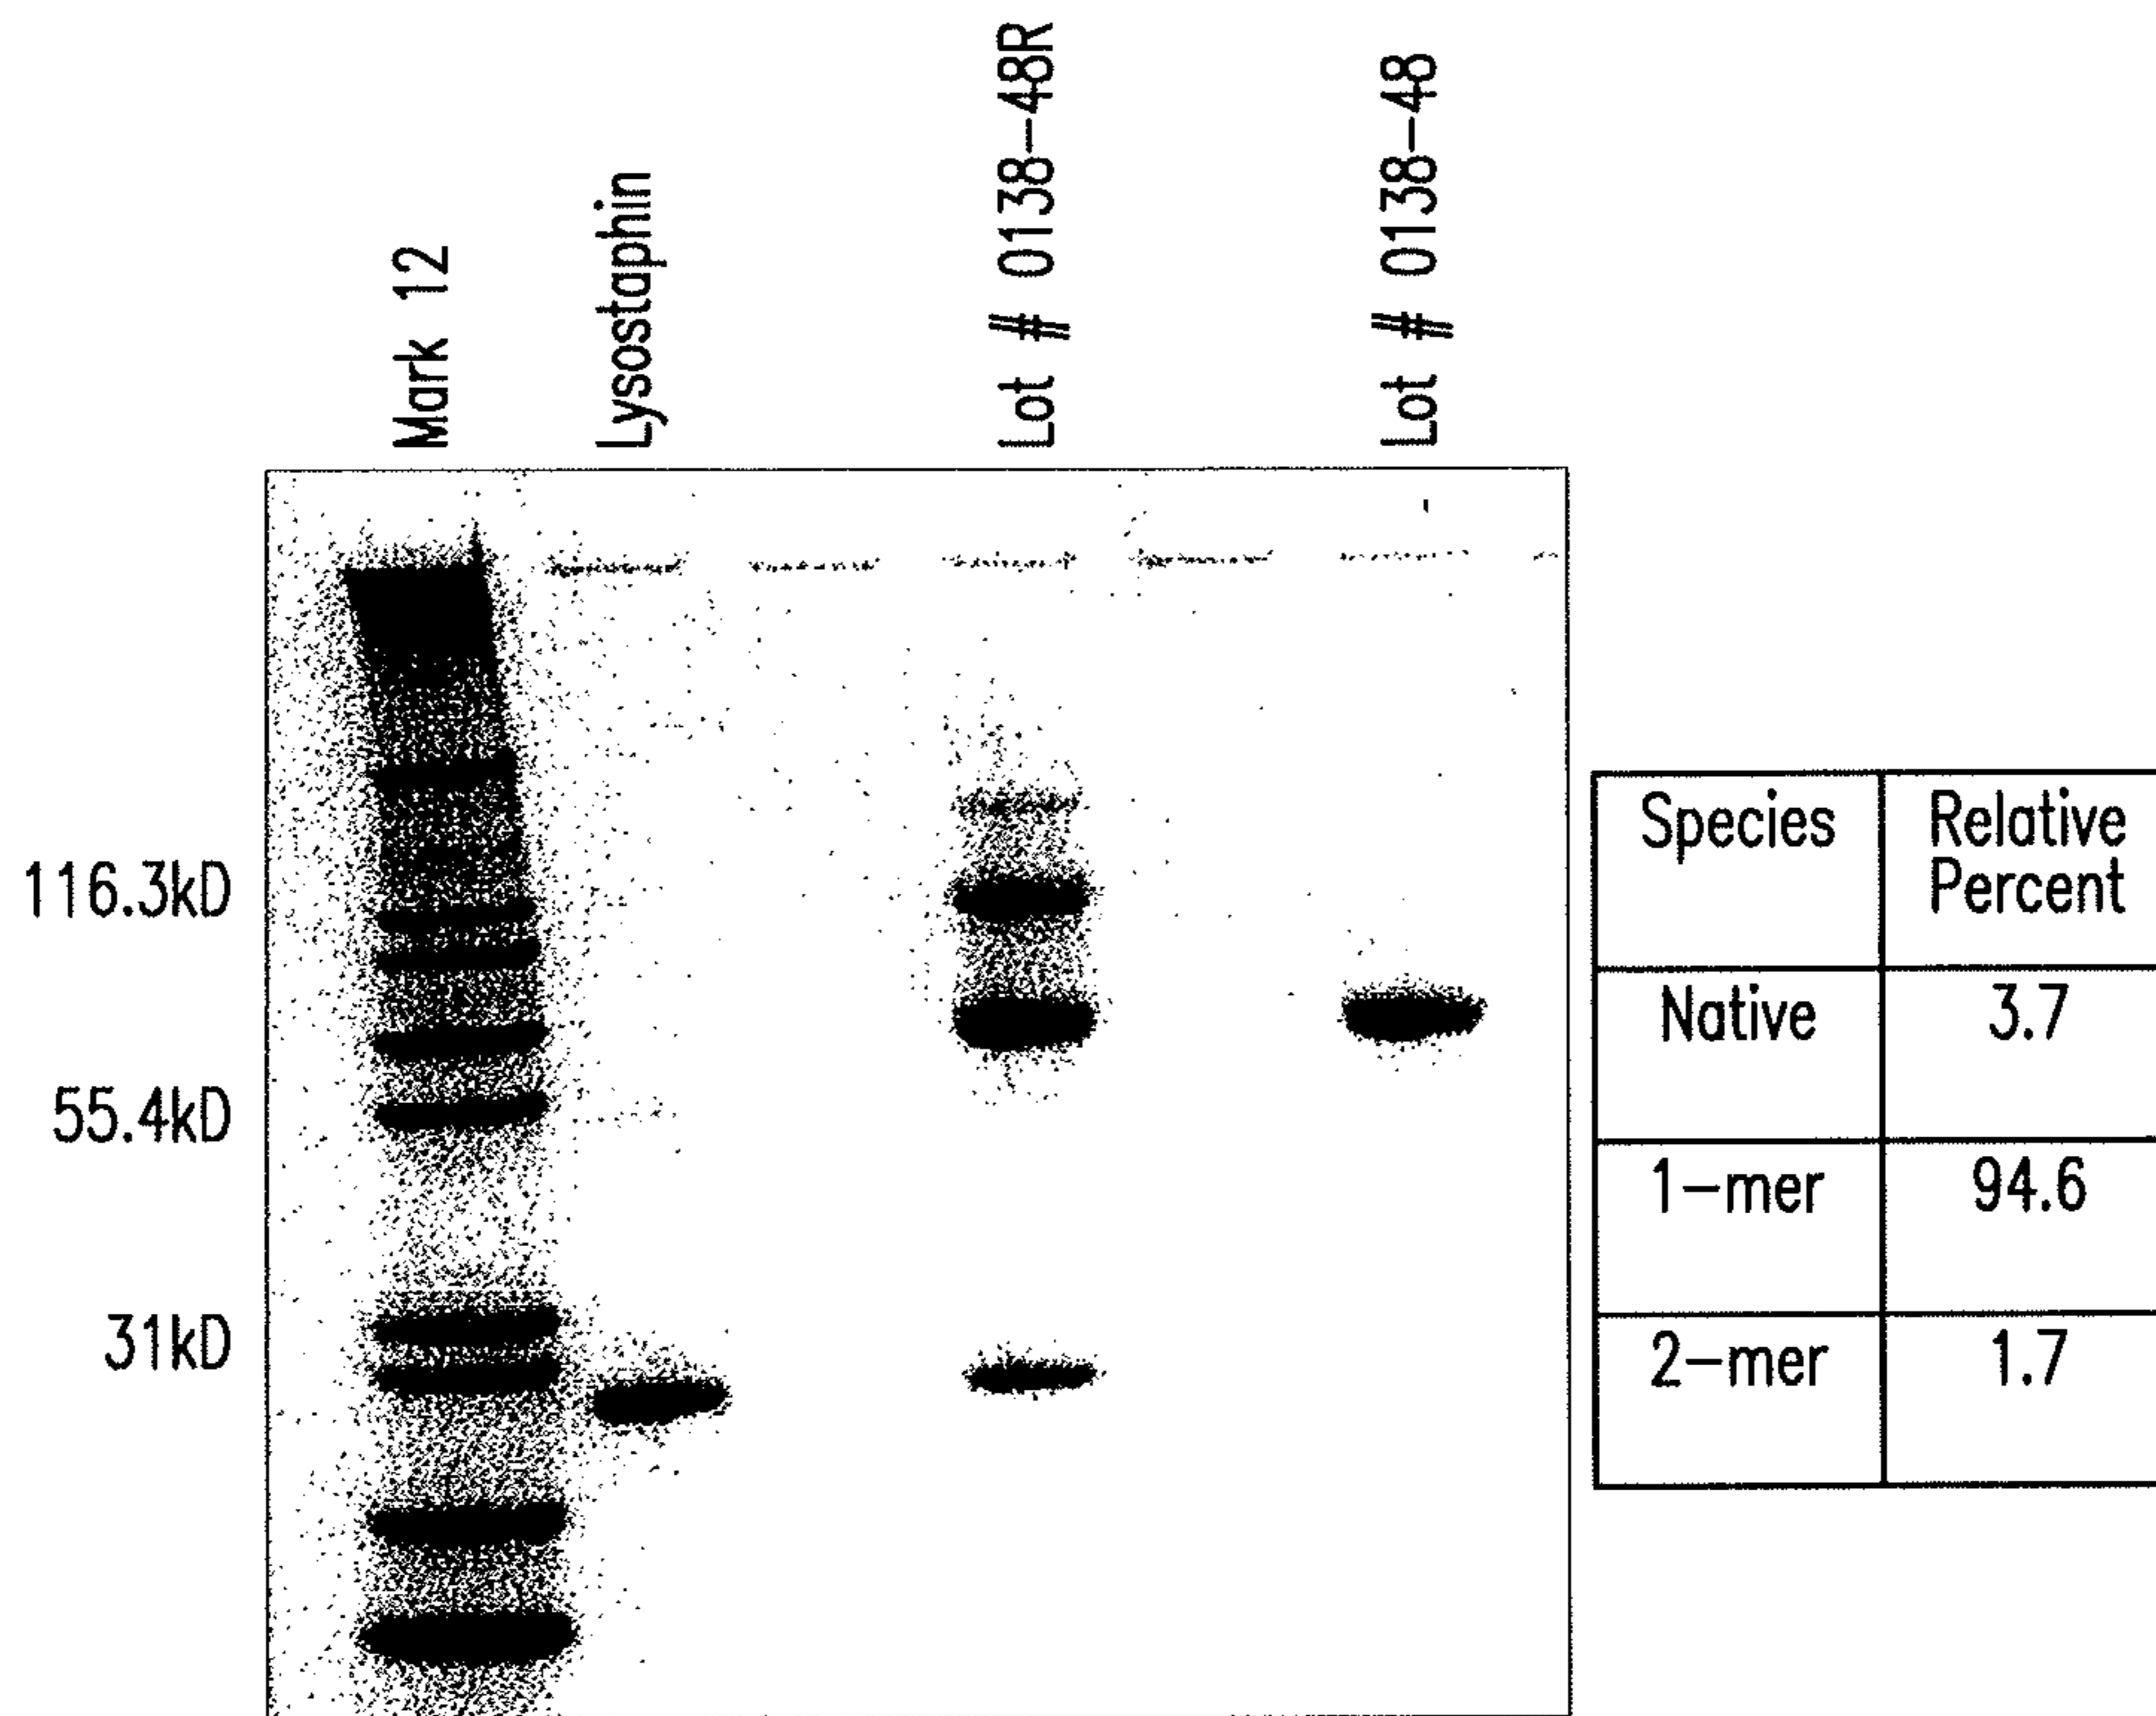 Mark 12
Lysostaphin
Lot # 0138-48R
Lot # 0138-48
116.3kD
55.4kD
31kD
Species
Relative
Percent
Native
3.7
1-mer
94.6
2-mer
1.7